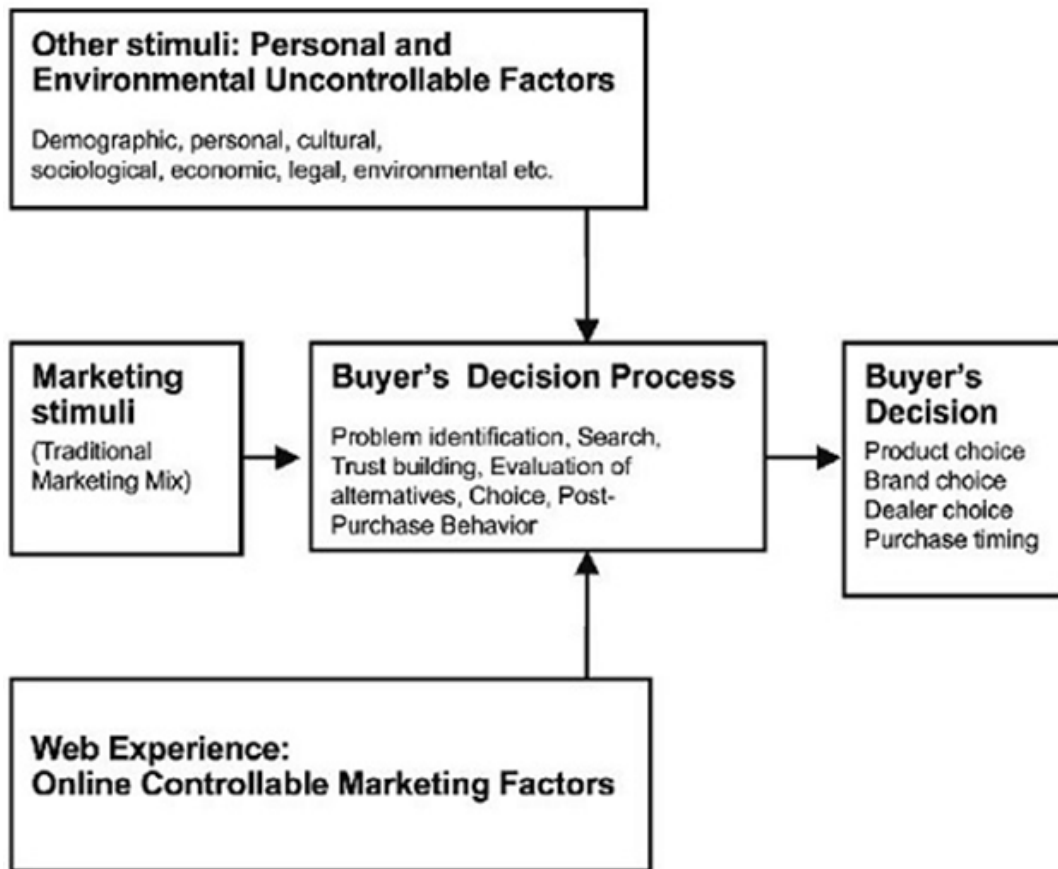 Other stimuli: Personal and
Environmental Uncontrollable Factors
Demographic, personal, cultural,
sociological, economic, legal, environmental etc.
Marketing
stimuli
(Traditional
Marketing Mix)
Buyer's Decision Process
Problem identification, Search,
Trust building, Evaluation of
alternatives, Choice, Post-
Purchase Behavior
Buyer's
Decision
Product choice
Brand choice
Dealer choice
Purchase timing
Web Experience:
Online Controllable Marketing Factors